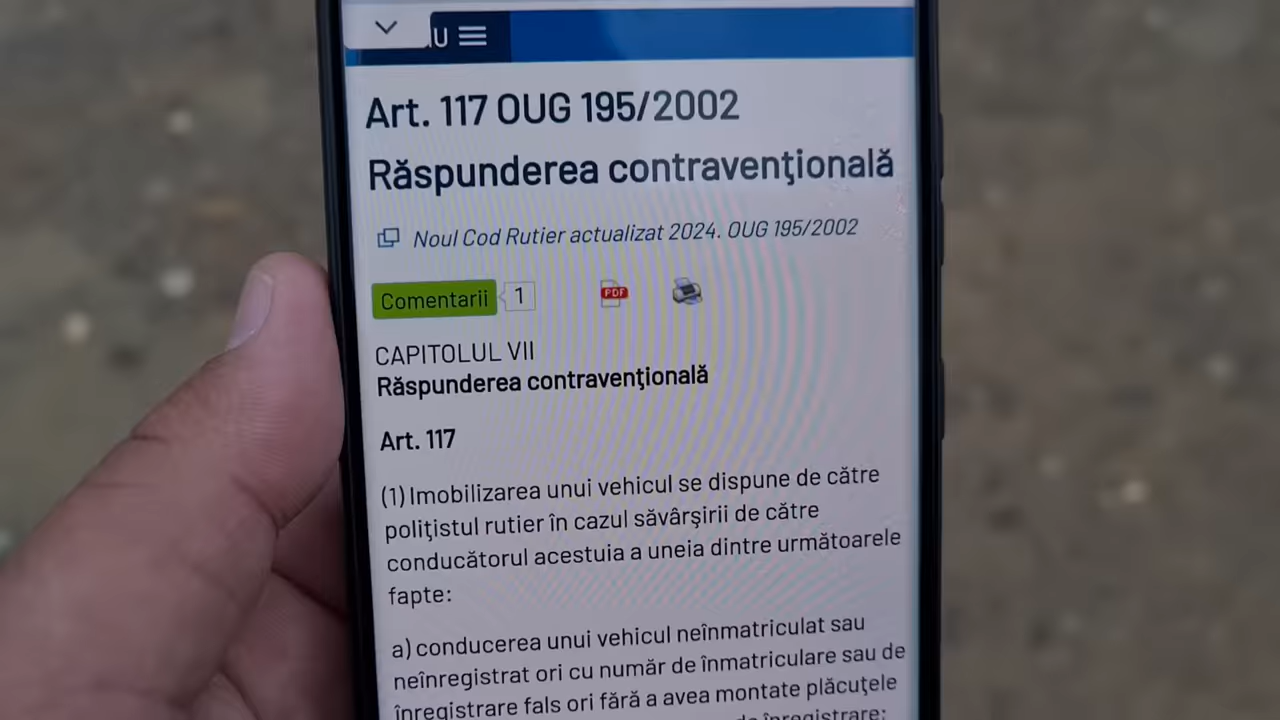 U
Art. 117 OUG 195/2002
Răspunderea contravenţională
Noul Cod Rutier actualizat 2024. OUG 195/2002
Comentarii 1
PDF
CAPITOLUL VII
Răspunderea contravenţională
Art. 117
(1) Imobilizarea unui vehicul se dispune de către
poliţistul rutier în cazul săvârşirii de către
conducătorul acestuia a uneia dintre următoarele
fapte:
a) conducerea unui vehicul neînmatriculat sau
neînregistrat ori cu număr de înmatriculare sau de
înregistrare fals ori fără a avea montate plăcuţele
de înregistrare;